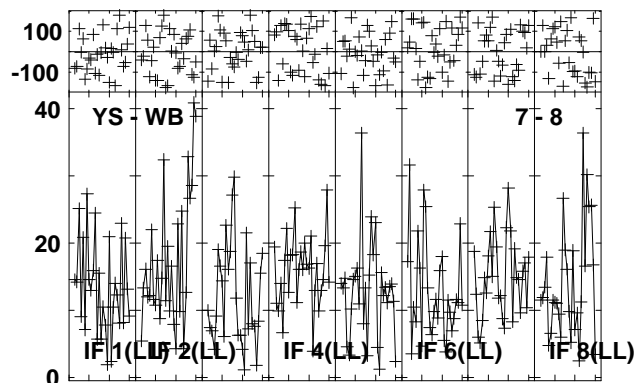 100
-100
40
YS - WB 7 - 8
20
IF 1(LL) IF 2(LL) IF 4(LL) IF 6(LL) IF 8(LL)
0